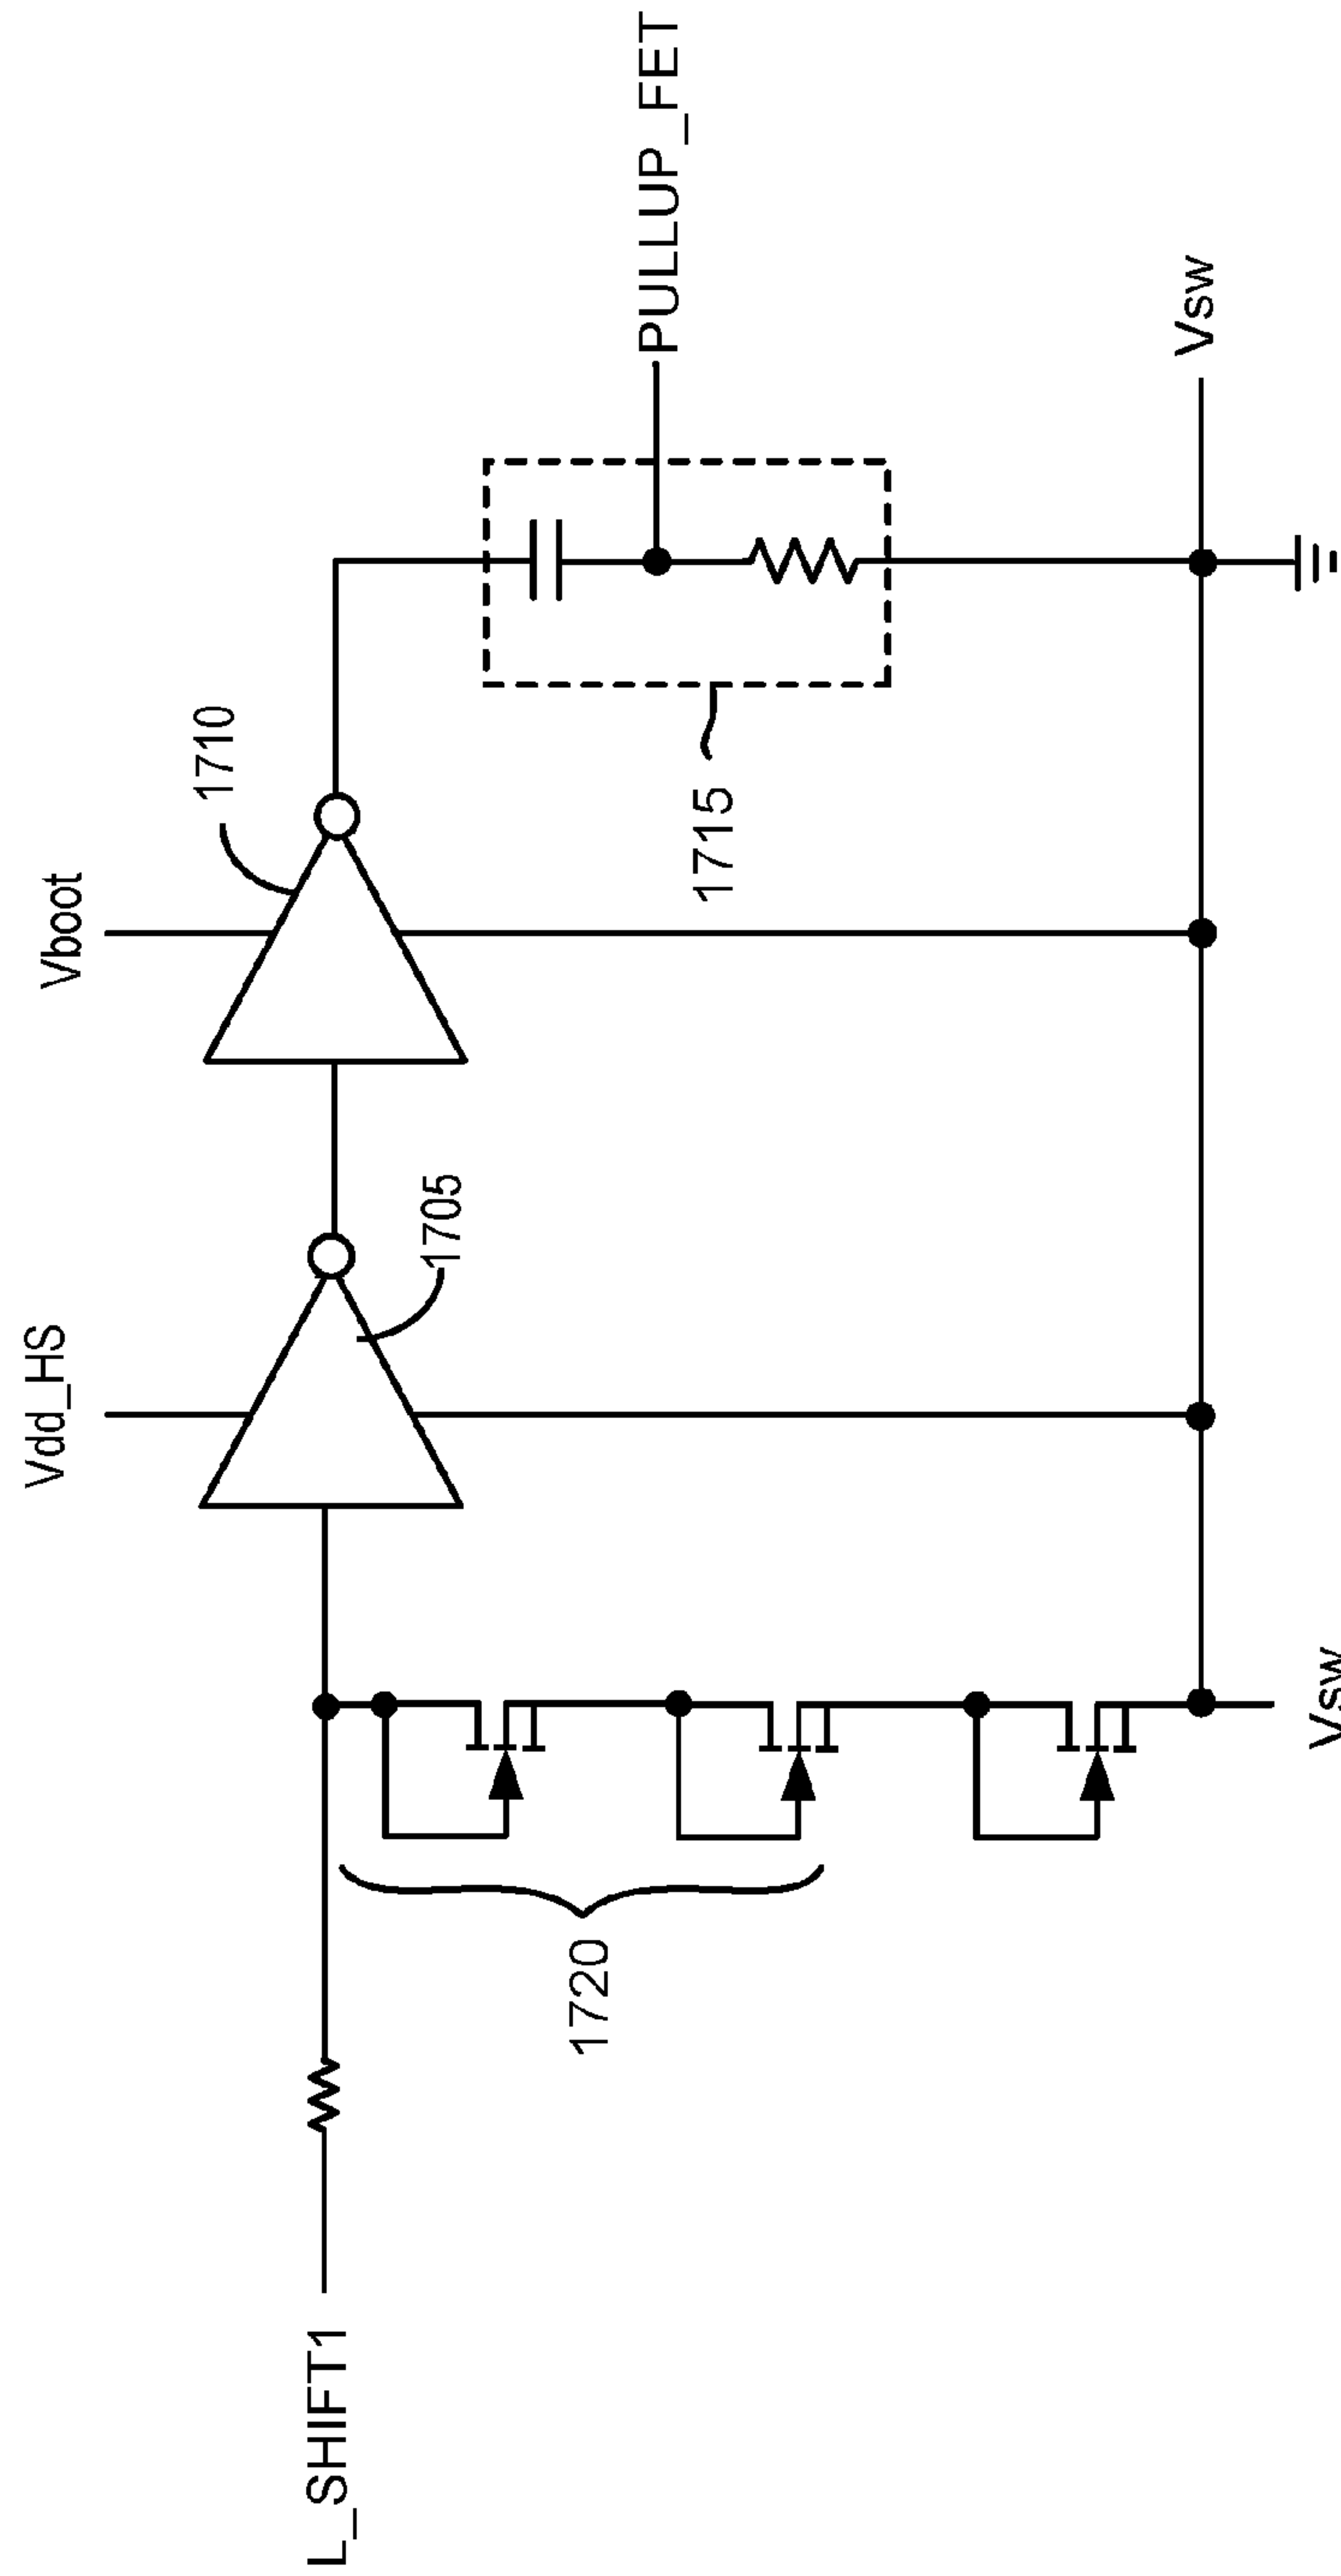 L_SHIFT1
1720
Vsw
Vdd_HS
1705
Vboot
1710
1715
PULLUP_FET
Vsw